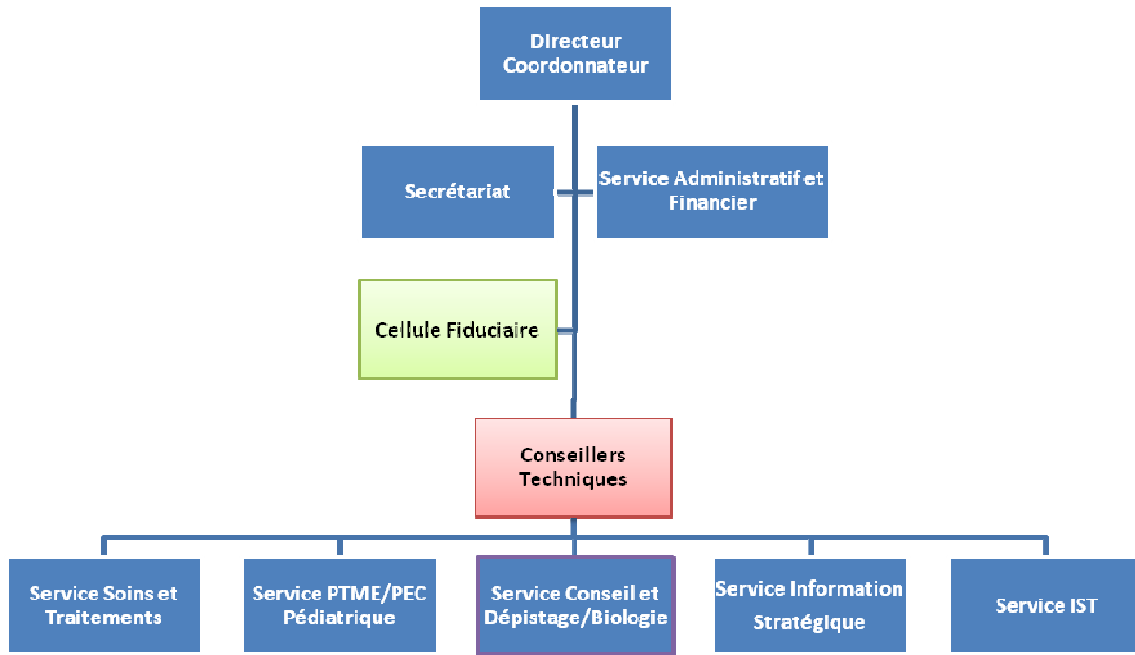 Directeur
Coordonnateur
Secrétariat
Service Administratif et
Financier
Cellule Fiduciaire
Conseillers
Techniques
Service Soins et
Traitements
Service PTME/PEC
Pédiatrique
Service Conseil et
Dépistage/Biologie
Service Information
Stratégique
Service IST